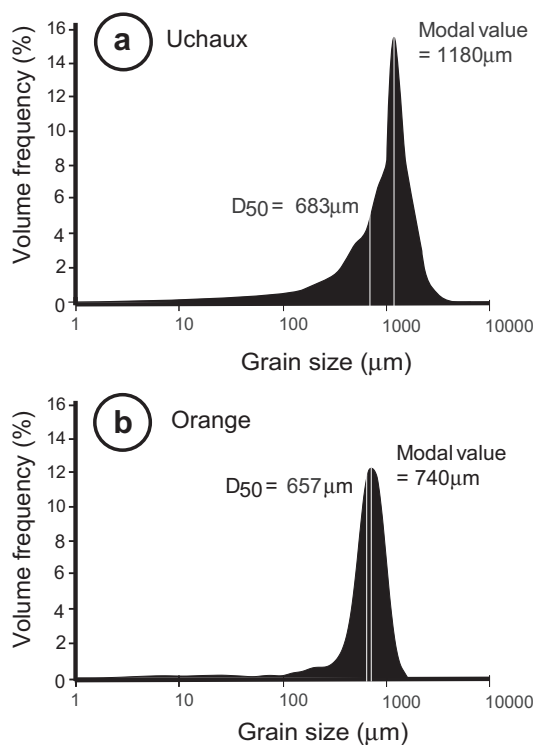 a Uchaux
Modal value
= 1180μm
D50 = 683μm
Volume frequency (%)
16
14
12
10
8
6
4
2
0
1 10 100 1000 10000
Grain size (μm)
b Orange
Modal value
= 740μm
D50 = 657μm
Volume frequency (%)
16
14
12
10
8
6
4
2
0
1 10 100 1000 10000
Grain size (μm)